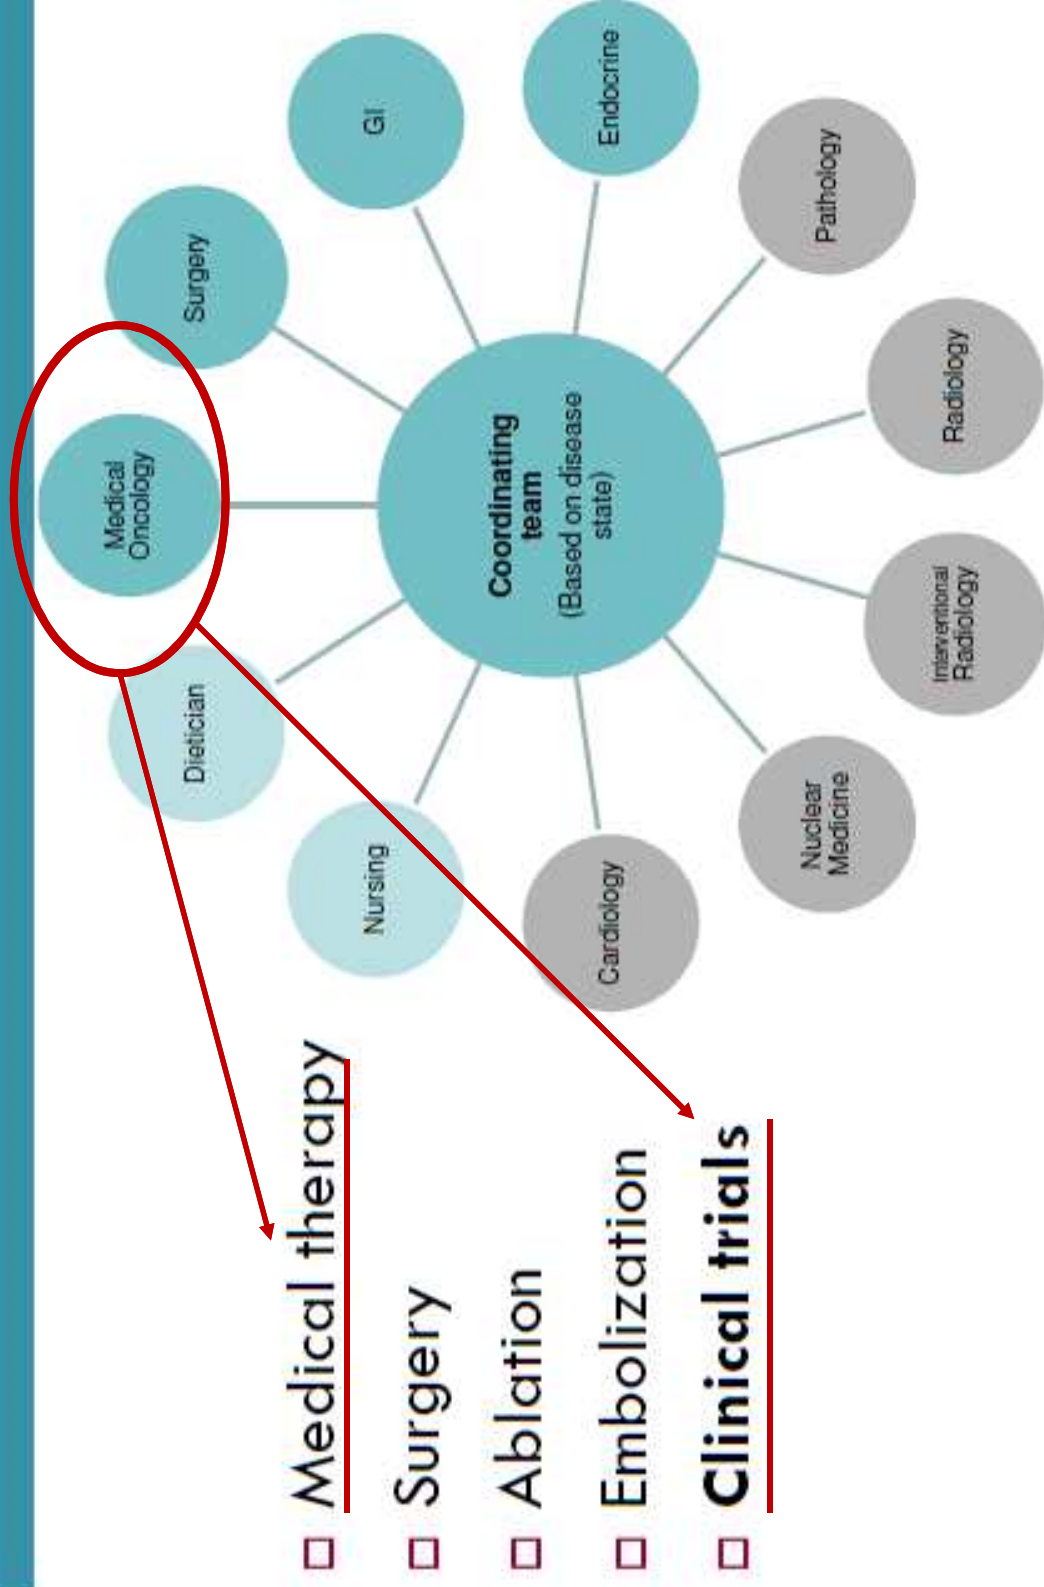 Medical therapy
Surgery
Ablation
Embolization
Clinical trials
Medical
Oncology
Surgery
GI
Endocrine
Pathology
Radiology
Interventional
Radiology
Nuclear
Medicine
Cardiology
Nursing
Dietician
Coordinating
team
(Based on disease
state)